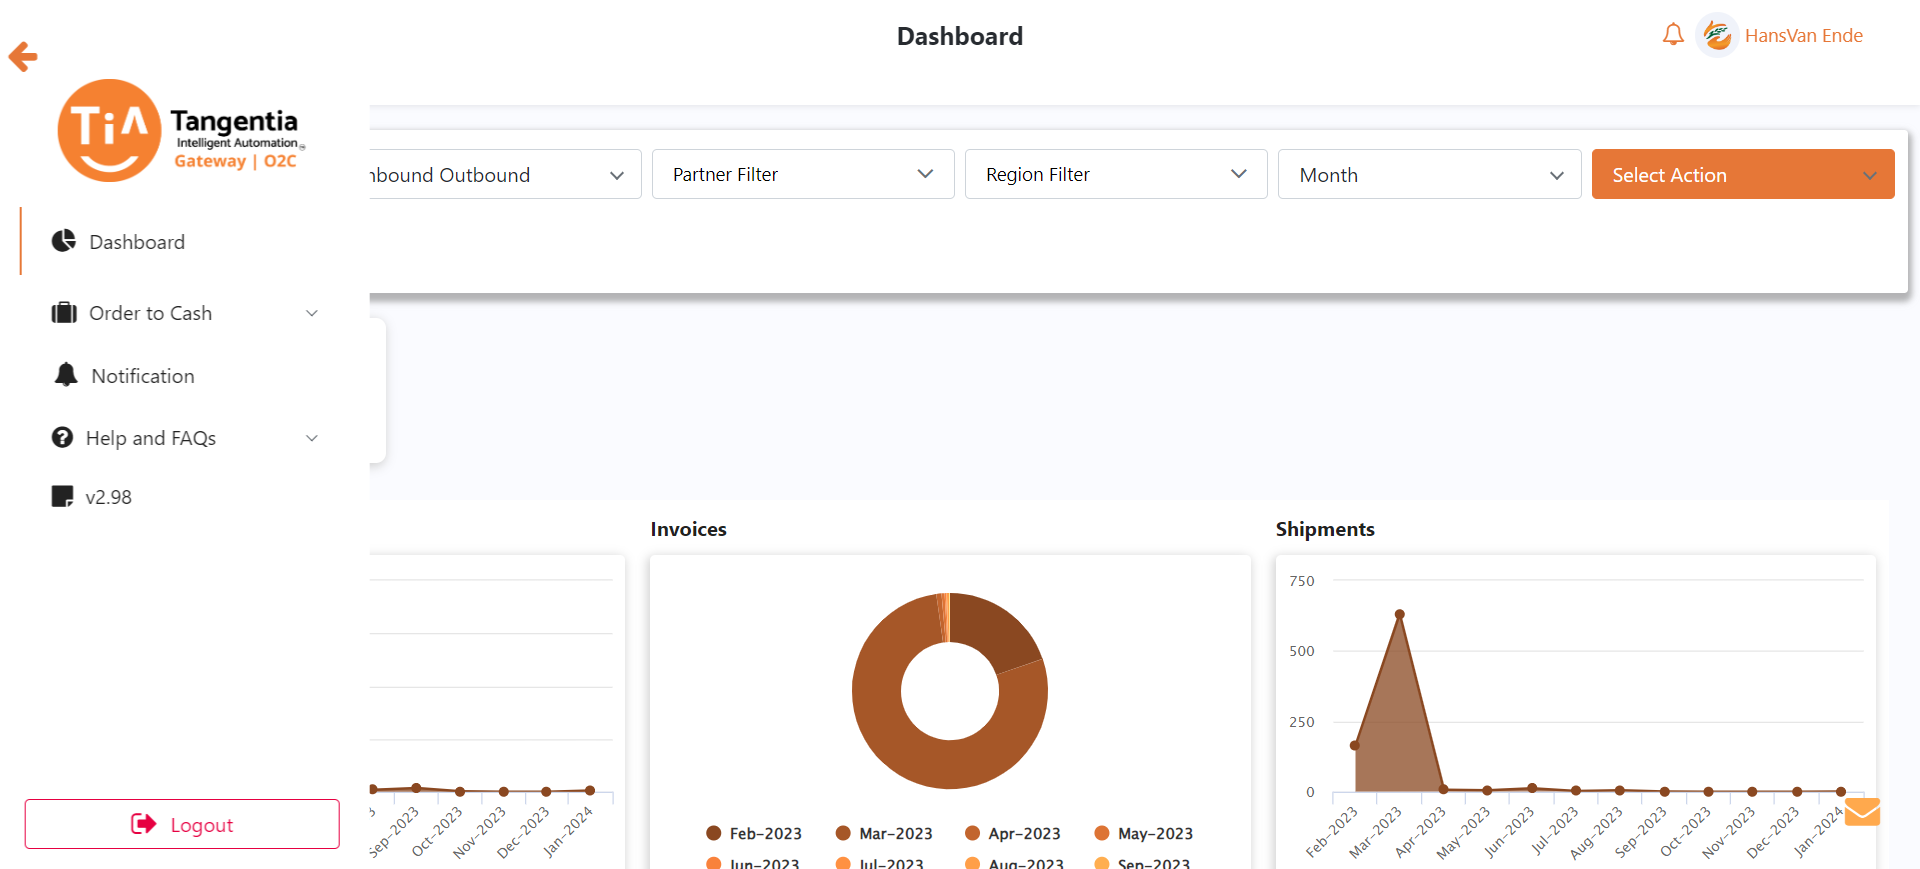 Dashboard
HansVan Ende
TiA
Tangentia
Intelligent Automation
Gateway | O2C
Outbound
Partner Filter
Region Filter
Month
Select Action
Dashboard
Order to Cash
Notification
Help and FAQs
v2.98
Logout
Invoices
Shipments
750
500
250
0
Sep-2023
Oct-2023
Nov-2023
Dec-2023
Jan-2024
Feb-2023
Mar-2023
Apr-2023
May-2023
Jun-2023
Jul-2023
Aug-2023
Sep-2023
Feb-2023
Mar-2023
Apr-2023
May-2023
Jun-2023
Jul-2023
Aug-2023
Sep-2023
Oct-2023
Nov-2023
Dec-2023
Jan-2024